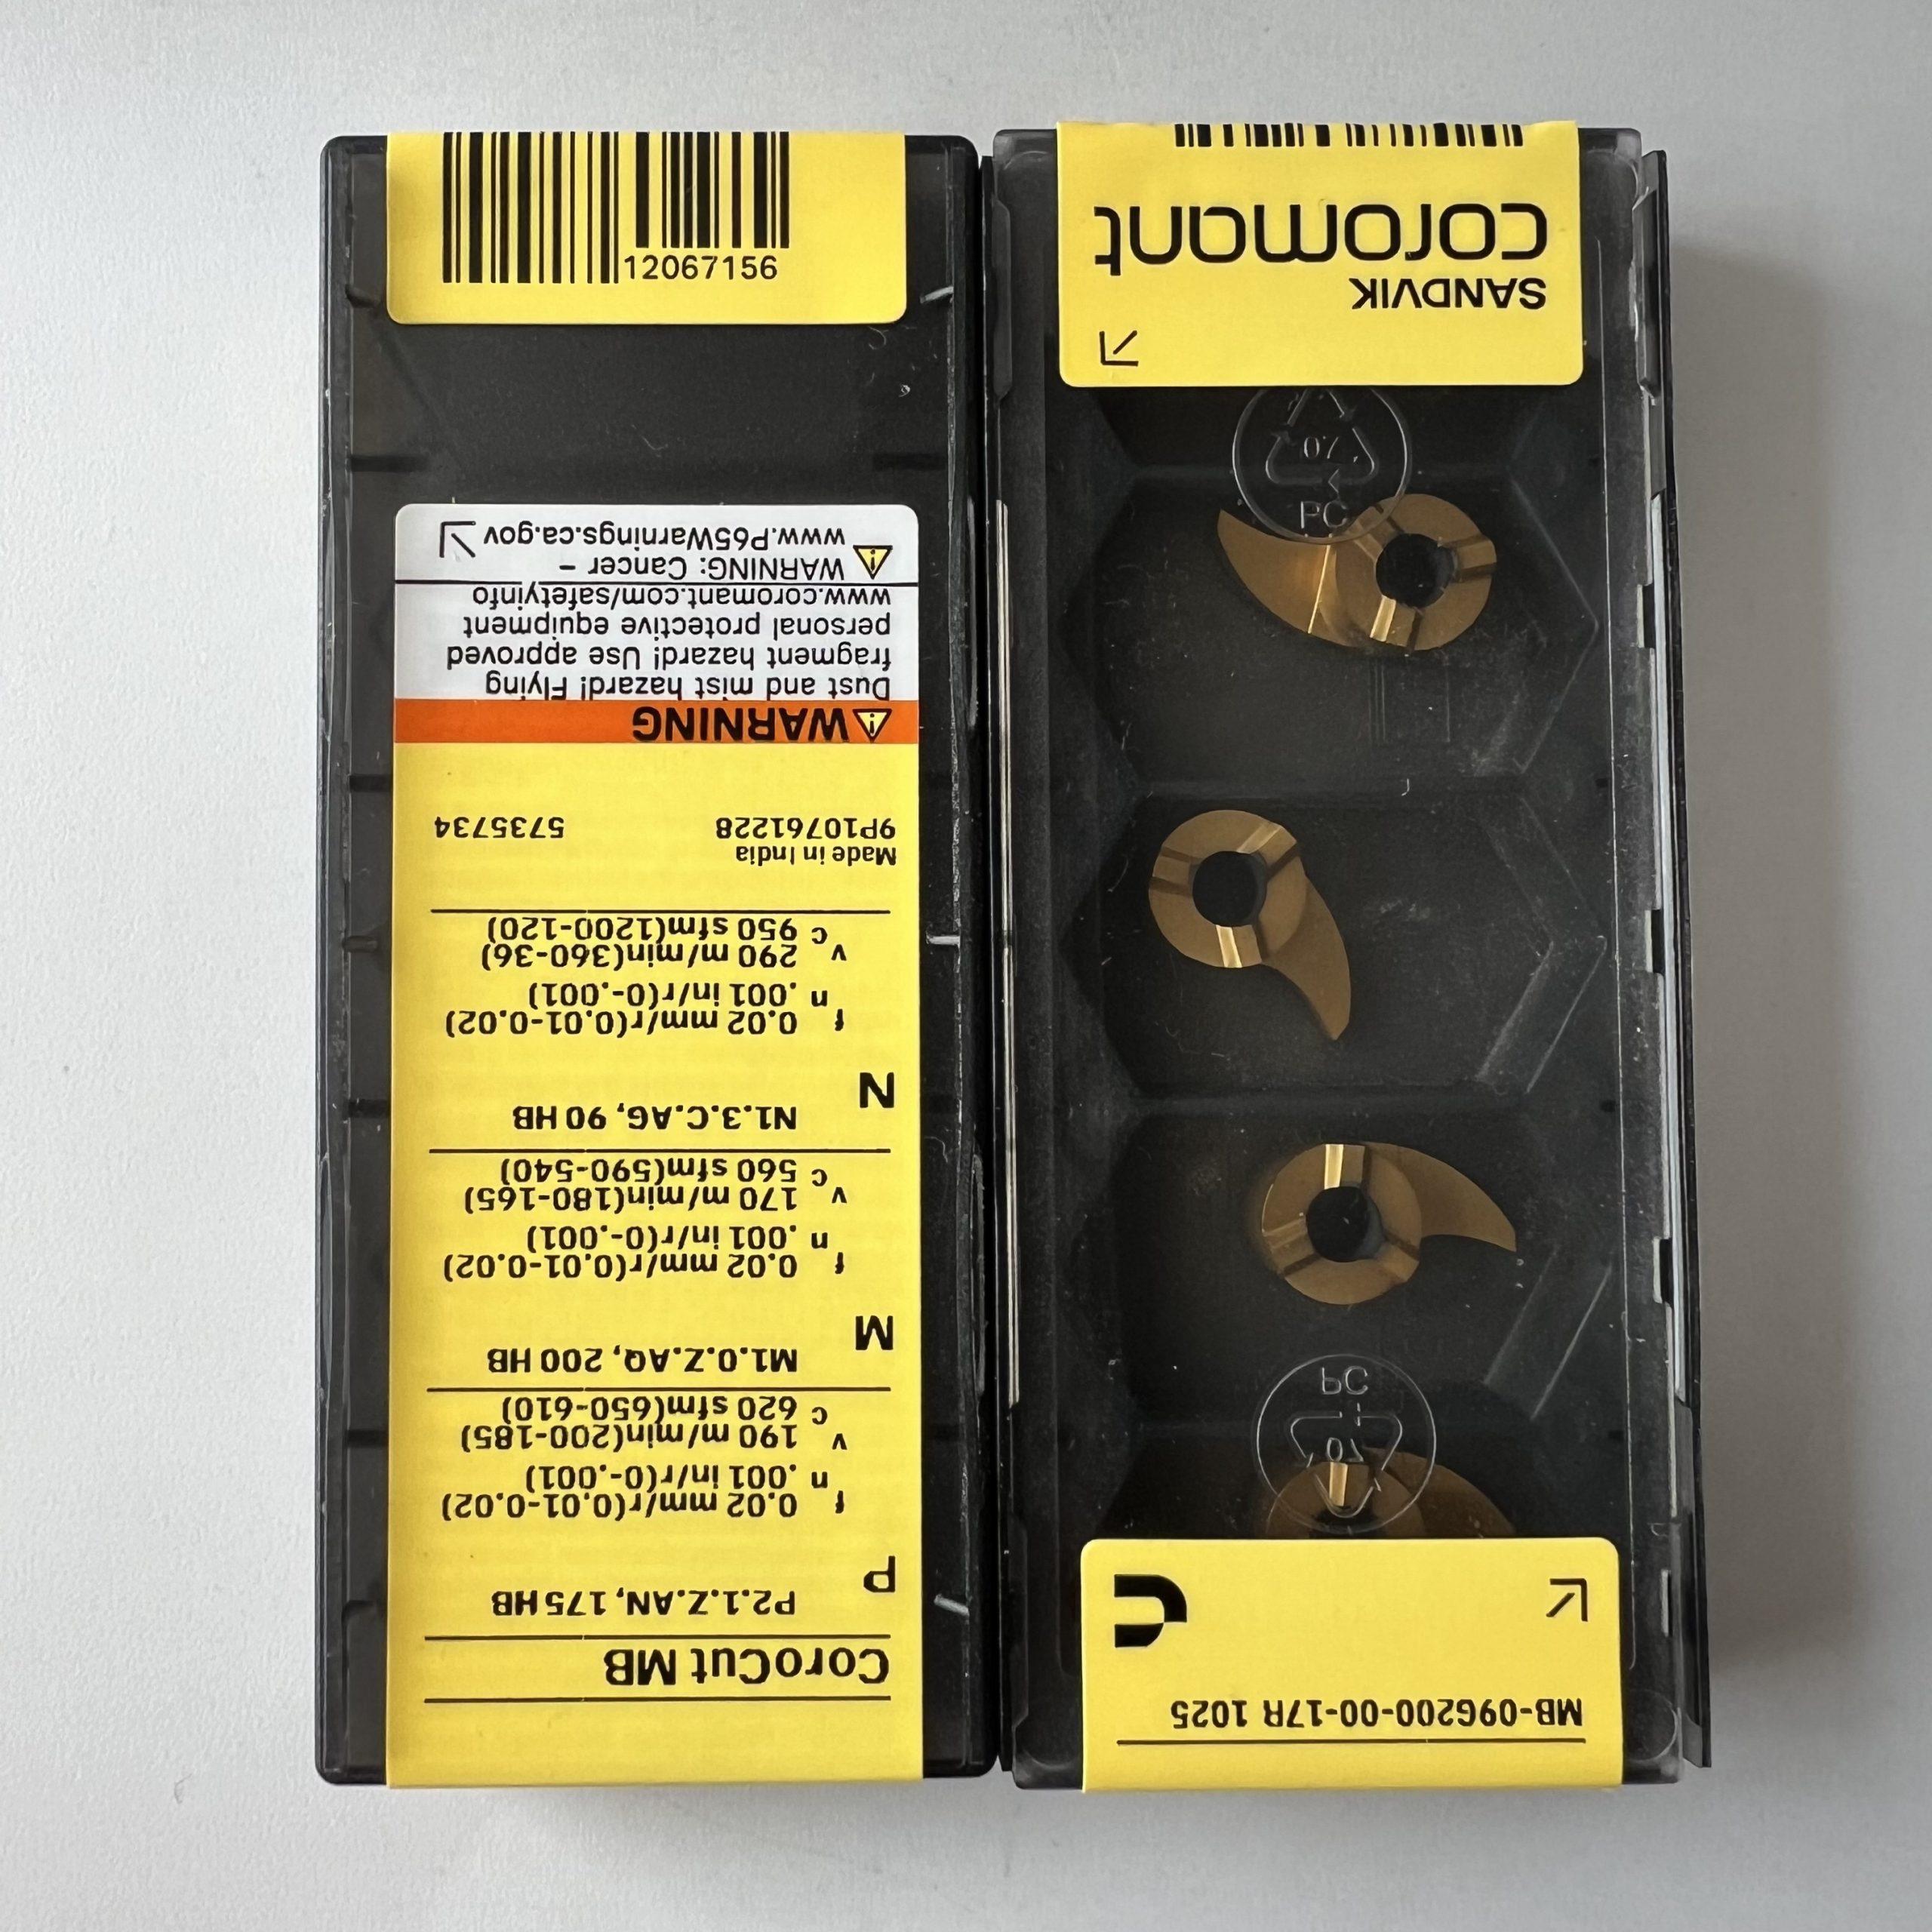 CoroCut MB
P2.1.Z.AN, 175 HB
P
f 0.02 mm/r(0.01-0.02)
n .001 in/r(0-.001)
v 190 m/min(200-185)
c 620 sfm(650-610)
M1.0.Z.AQ, 200 HB
M
f 0.02 mm/r(0.01-0.02)
n .001 in/r(0-.001)
v 170 m/min(180-165)
c 560 sfm(590-540)
N1.3.C.AG, 90 HB
N
f 0.02 mm/r(0.01-0.02)
n .001 in/r(0-.001)
v 290 m/min(360-36)
c 950 sfm(1200-120)
Made in India
9P10761228 5735734
WARNING
Dust and mist hazard! Flying
fragment hazard! Use approved
personal protective equipment
www.coromant.com/safetyinfo
WARNING: Cancer –
www.P65Warnings.ca.gov
12067156
MB-09G200-00-17R 1025
07
PC
07
PC
SANDVIK
coromant